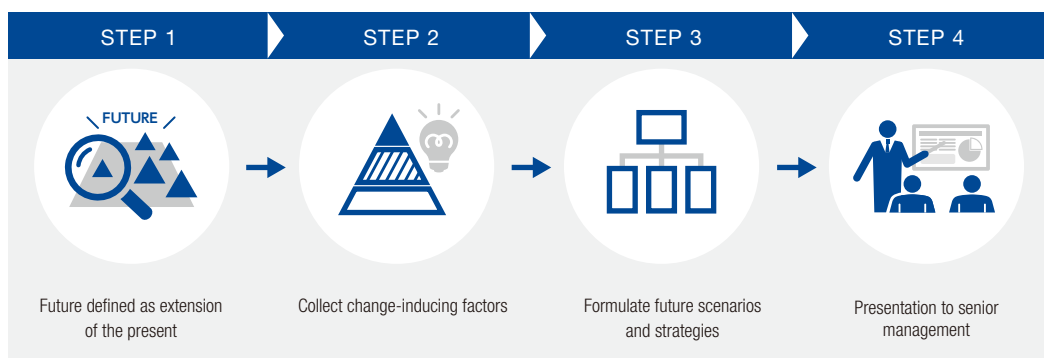 STEP 1
STEP 2
STEP 3
STEP 4
FUTURE
Future defined as extension
of the present
Collect change-inducing factors
Formulate future scenarios
and strategies
Presentation to senior
management